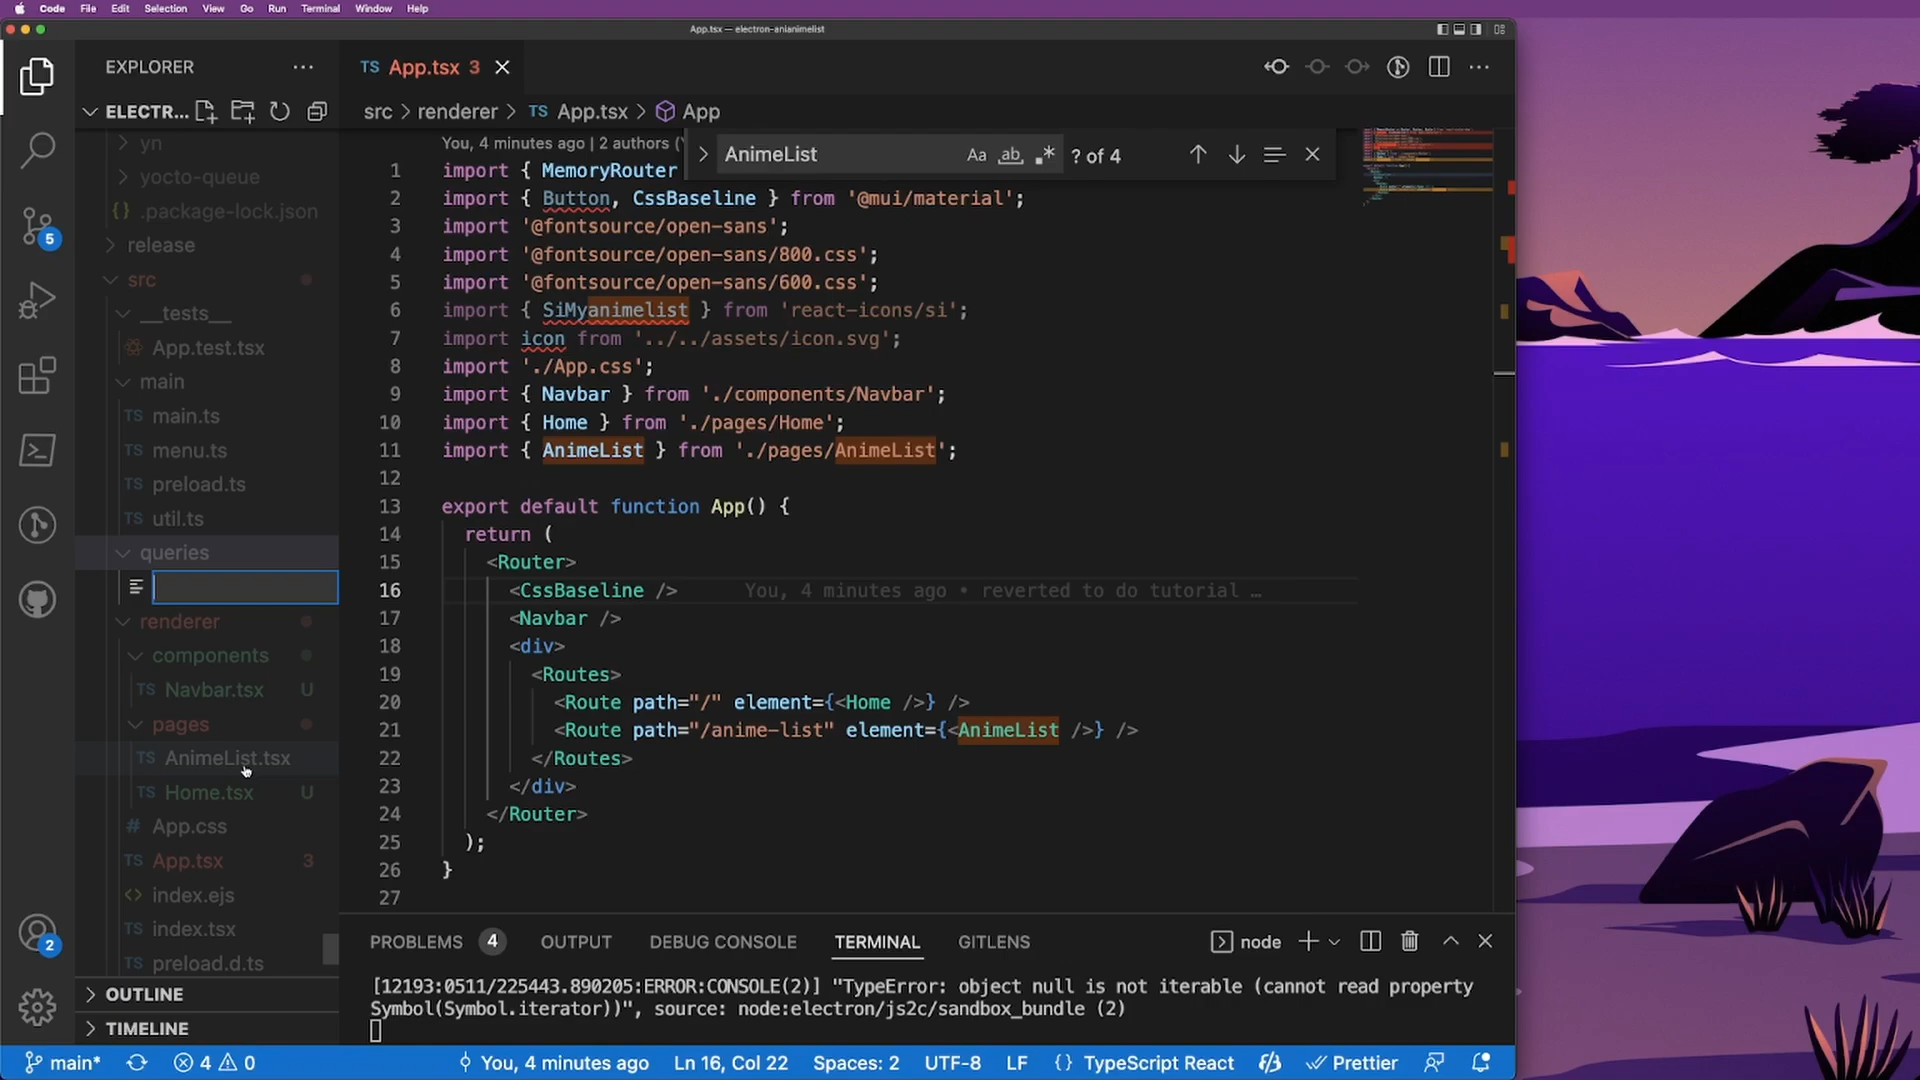 Code File Edit Selection View Go Run Terminal Window Help
App.tsx — electron-anianimelist
EXPLORER
ELECTR...
yn
yocto-queue
{} .package-lock.json
release
src
__tests__
App.test.tsx
main
TS main.ts
TS menu.ts
TS preload.ts
TS util.ts
queries
renderer
components
TS Navbar.tsx U
pages
TS AnimeList.tsx
TS Home.tsx U
# App.css
TS App.tsx 3
<> index.ejs
TS index.tsx
TS preload.d.ts
OUTLINE
TIMELINE
5
2
TS App.tsx 3
src > renderer > TS App.tsx > App
You, 4 minutes ago | 2 authors (
AnimeList Aa ab .* ? of 4
1 import { MemoryRouter
2 import { Button, CssBaseline } from '@mui/material';
3 import '@fontsource/open-sans';
4 import '@fontsource/open-sans/800.css';
5 import '@fontsource/open-sans/600.css';
6 import { SiMyanimelist } from 'react-icons/si';
7 import icon from '../../assets/icon.svg';
8 import './App.css';
9 import { Navbar } from './components/Navbar';
10 import { Home } from './pages/Home';
11 import { AnimeList } from './pages/AnimeList';
12
13 export default function App() {
14 return (
15 <Router>
16 <CssBaseline /> You, 4 minutes ago • reverted to do tutorial …
17 <Navbar />
18 <div>
19 <Routes>
20 <Route path="/" element={<Home />} />
21 <Route path="/anime-list" element={<AnimeList />} />
22 </Routes>
23 </div>
24 </Router>
25 );
26 }
27
PROBLEMS 4 OUTPUT DEBUG CONSOLE TERMINAL GITLENS node
[12193:0511/225443.890205:ERROR:CONSOLE(2)] "TypeError: object null is not iterable (cannot read property
Symbol(Symbol.iterator))", source: node:electron/js2c/sandbox_bundle (2)
main* 4 0 You, 4 minutes ago Ln 16, Col 22 Spaces: 2 UTF-8 LF {} TypeScript React Prettier